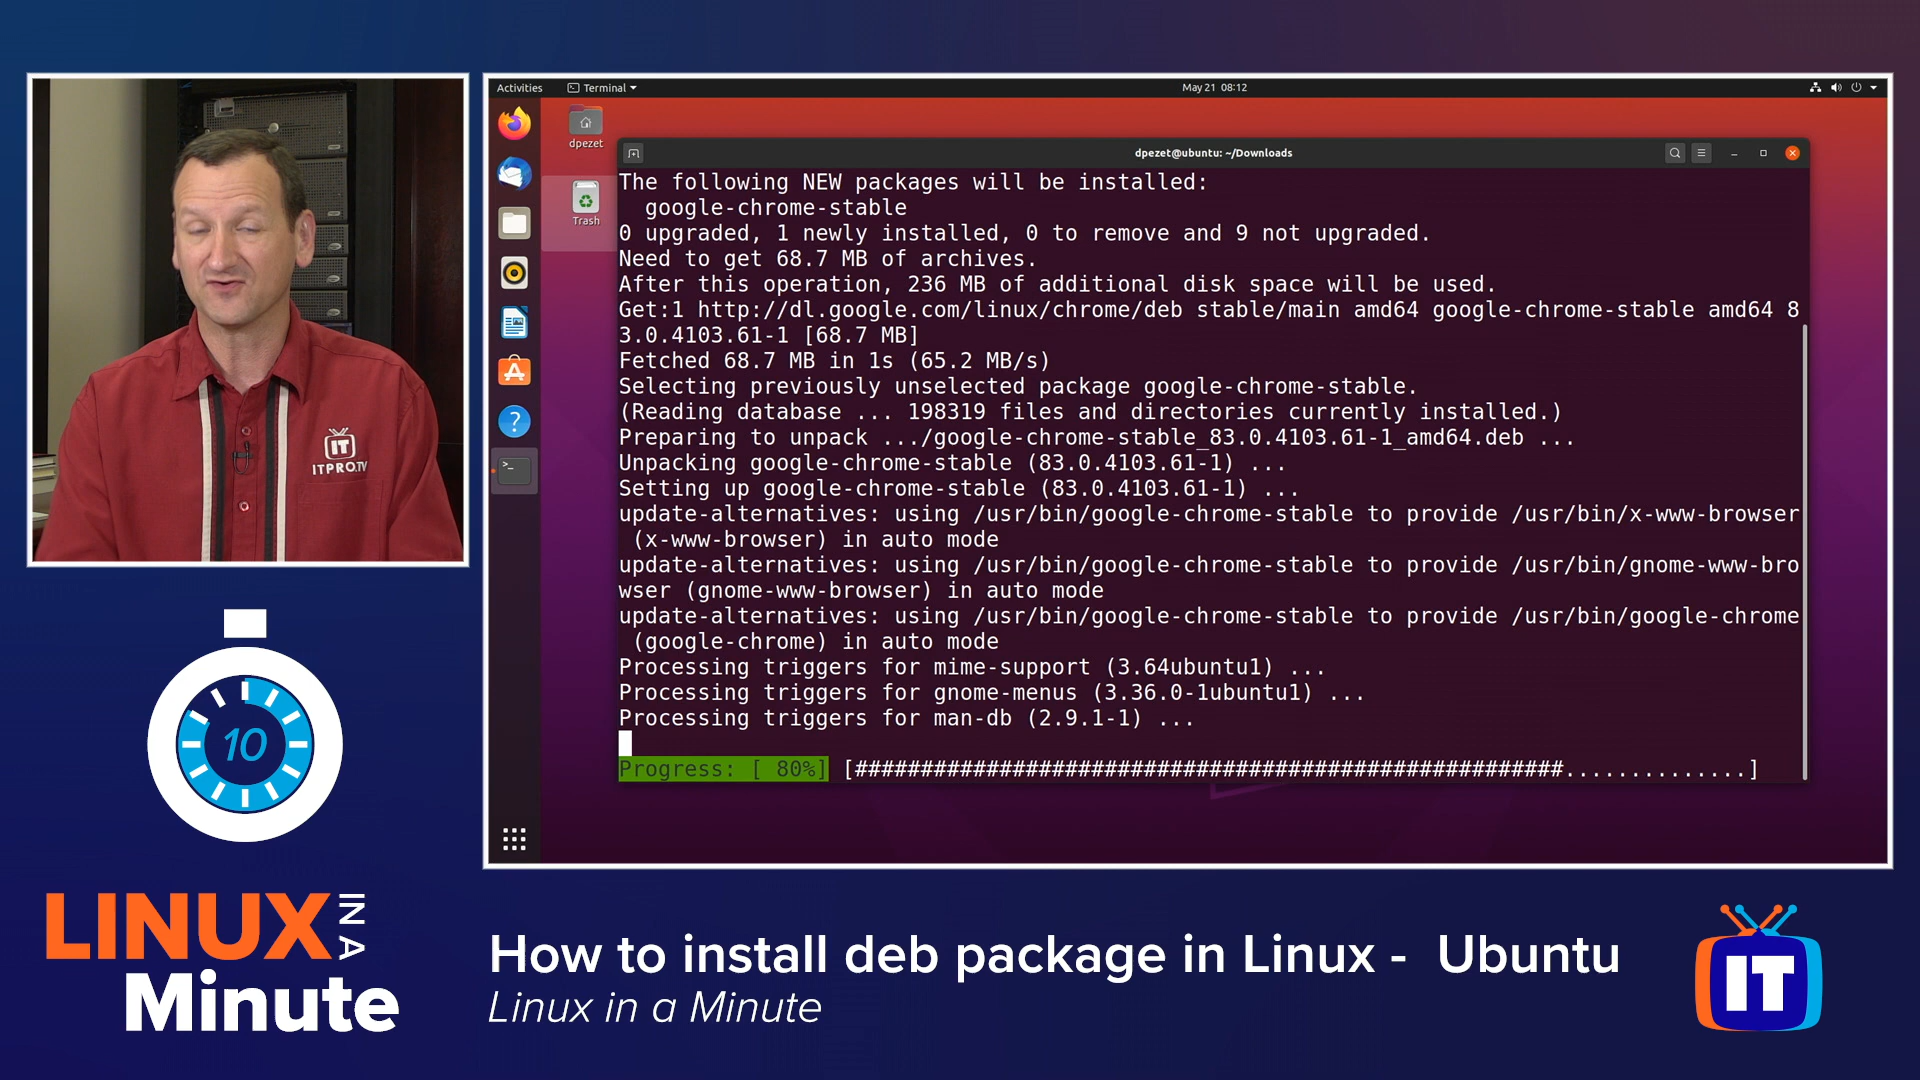 Activities
Terminal
May 21 08:12
dpezet
Trash
dpezet@ubuntu: ~/Downloads
The following NEW packages will be installed:
google-chrome-stable
0 upgraded, 1 newly installed, 0 to remove and 9 not upgraded.
Need to get 68.7 MB of archives.
After this operation, 236 MB of additional disk space will be used.
Get:1 http://dl.google.com/linux/chrome/deb stable/main amd64 google-chrome-stable amd64 8
3.0.4103.61-1 [68.7 MB]
Fetched 68.7 MB in 1s (65.2 MB/s)
Selecting previously unselected package google-chrome-stable.
(Reading database ... 198319 files and directories currently installed.)
Preparing to unpack .../google-chrome-stable_83.0.4103.61-1_amd64.deb ...
Unpacking google-chrome-stable (83.0.4103.61-1) ...
Setting up google-chrome-stable (83.0.4103.61-1) ...
update-alternatives: using /usr/bin/google-chrome-stable to provide /usr/bin/x-www-browser
(x-www-browser) in auto mode
update-alternatives: using /usr/bin/google-chrome-stable to provide /usr/bin/gnome-www-bro
wser (gnome-www-browser) in auto mode
update-alternatives: using /usr/bin/google-chrome-stable to provide /usr/bin/google-chrome
(google-chrome) in auto mode
Processing triggers for mime-support (3.64ubuntu1) ...
Processing triggers for gnome-menus (3.36.0-1ubuntu1) ...
Processing triggers for man-db (2.9.1-1) ...
Progress: [ 80%] [######################################################..............]
IT
ITPRO.TV
10
LINUX IN A
Minute
How to install deb package in Linux - Ubuntu
Linux in a Minute
IT